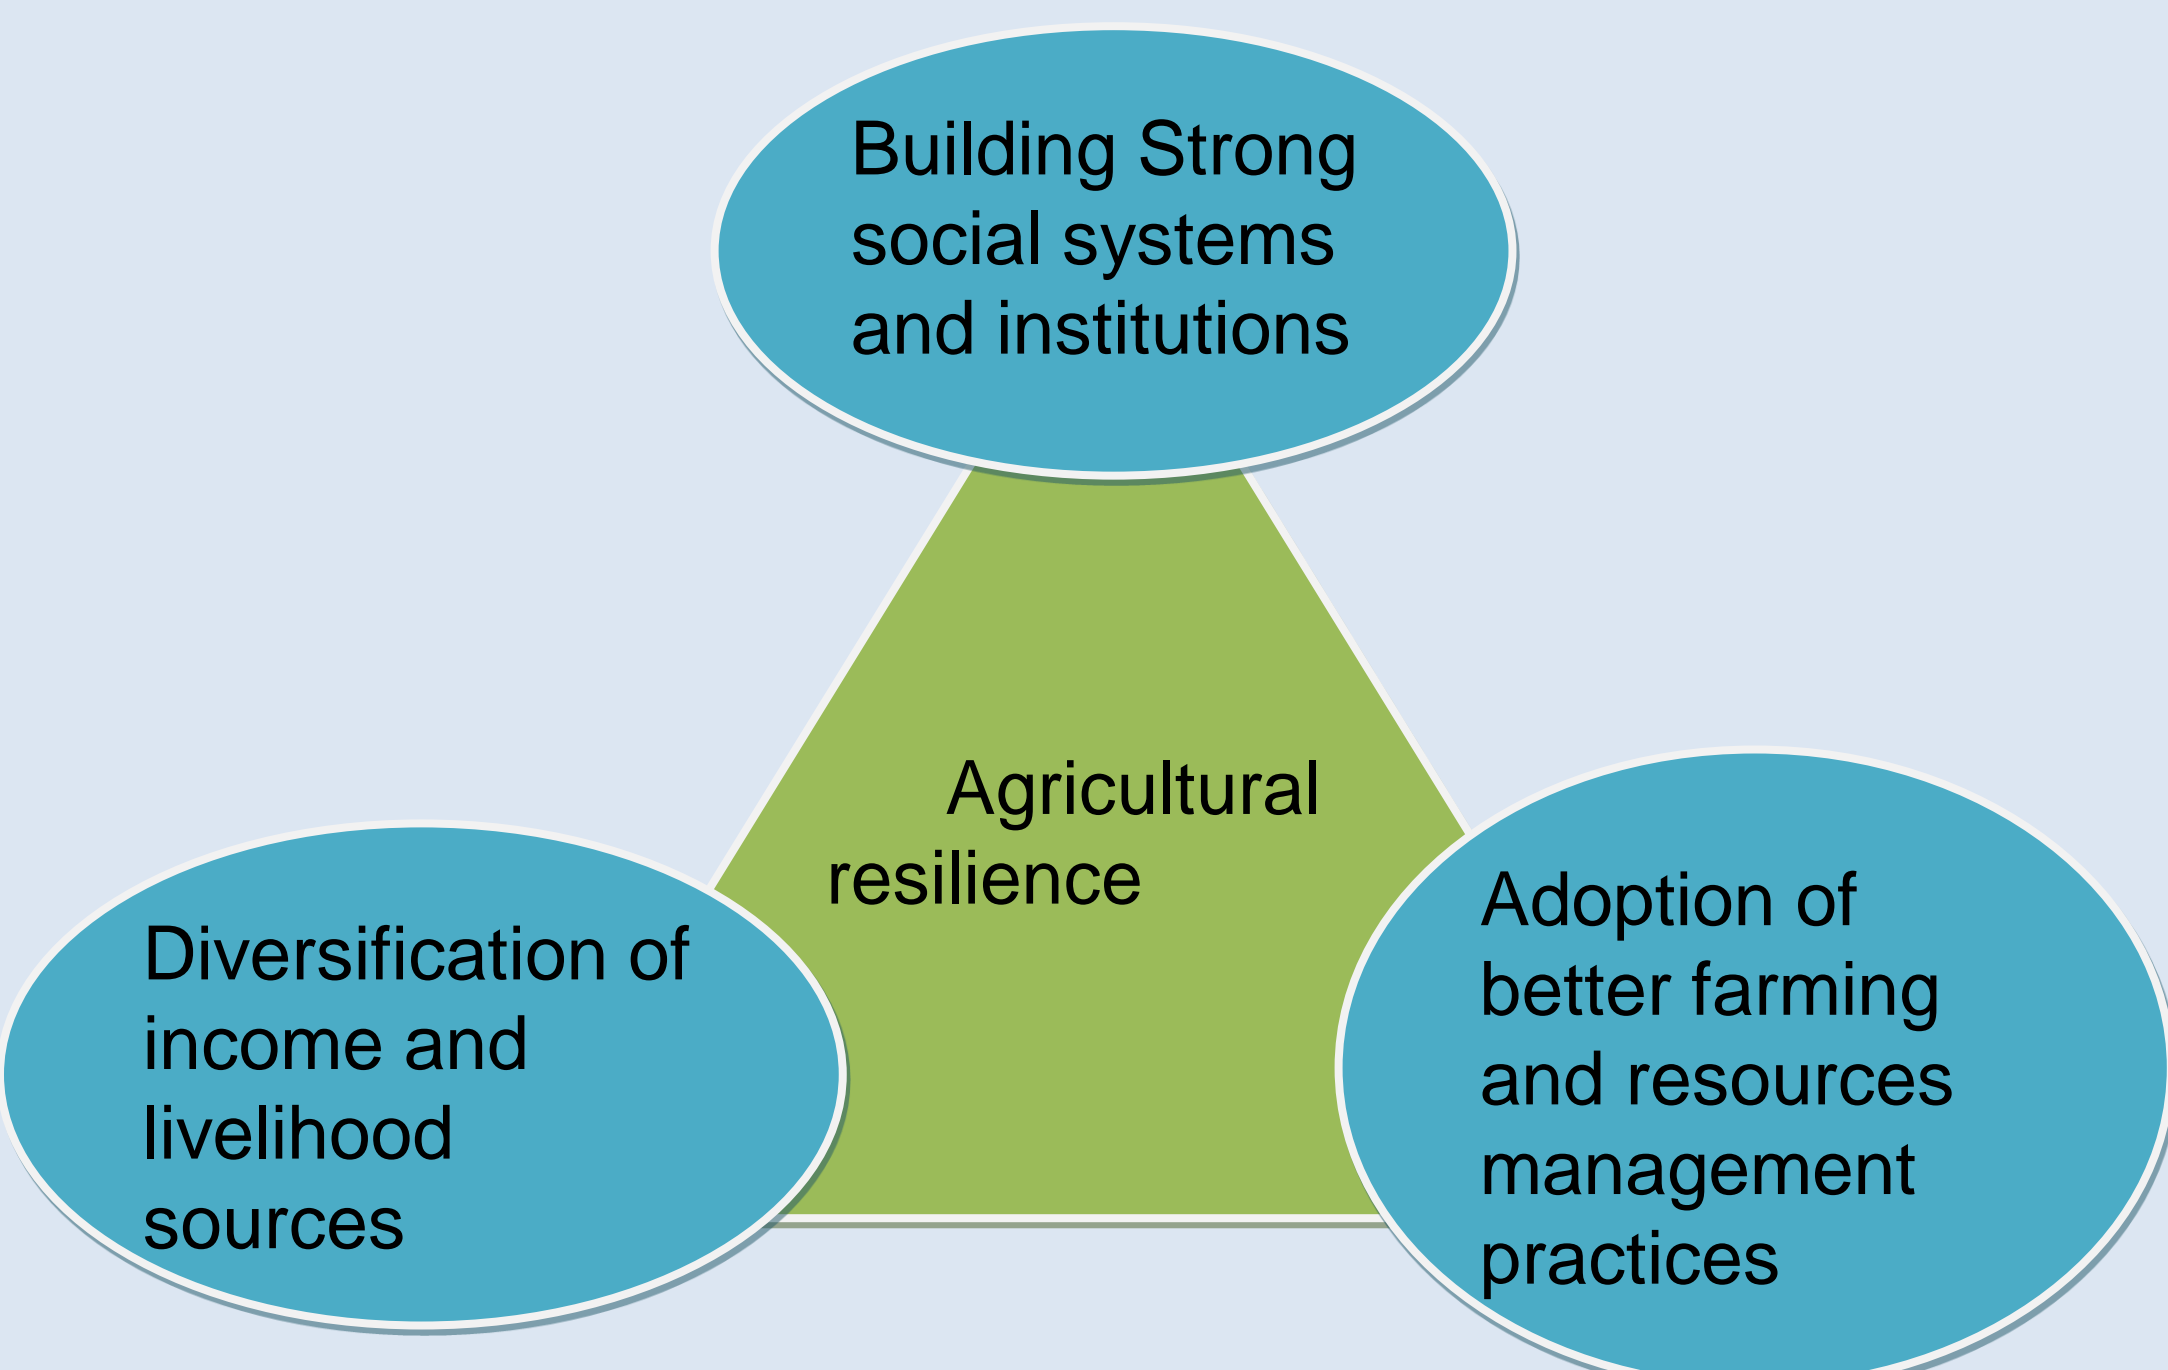 Building Strong
social systems
and institutions
Agricultural
resilience
Diversification of
income and
livelihood
sources
Adoption of
better farming
and resources
management
practices